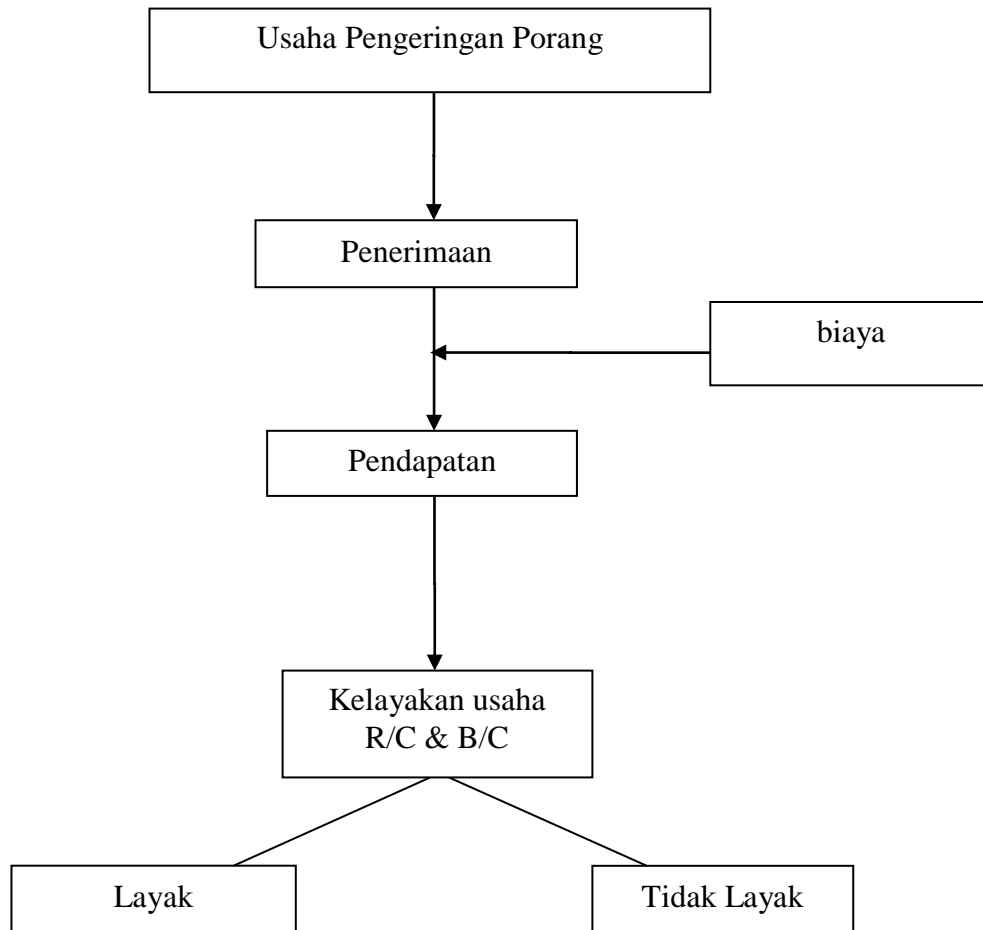 Usaha Pengeringan Porang
Penerimaan
biaya
Pendapatan
Kelayakan usaha
R/C & B/C
Layak
Tidak Layak